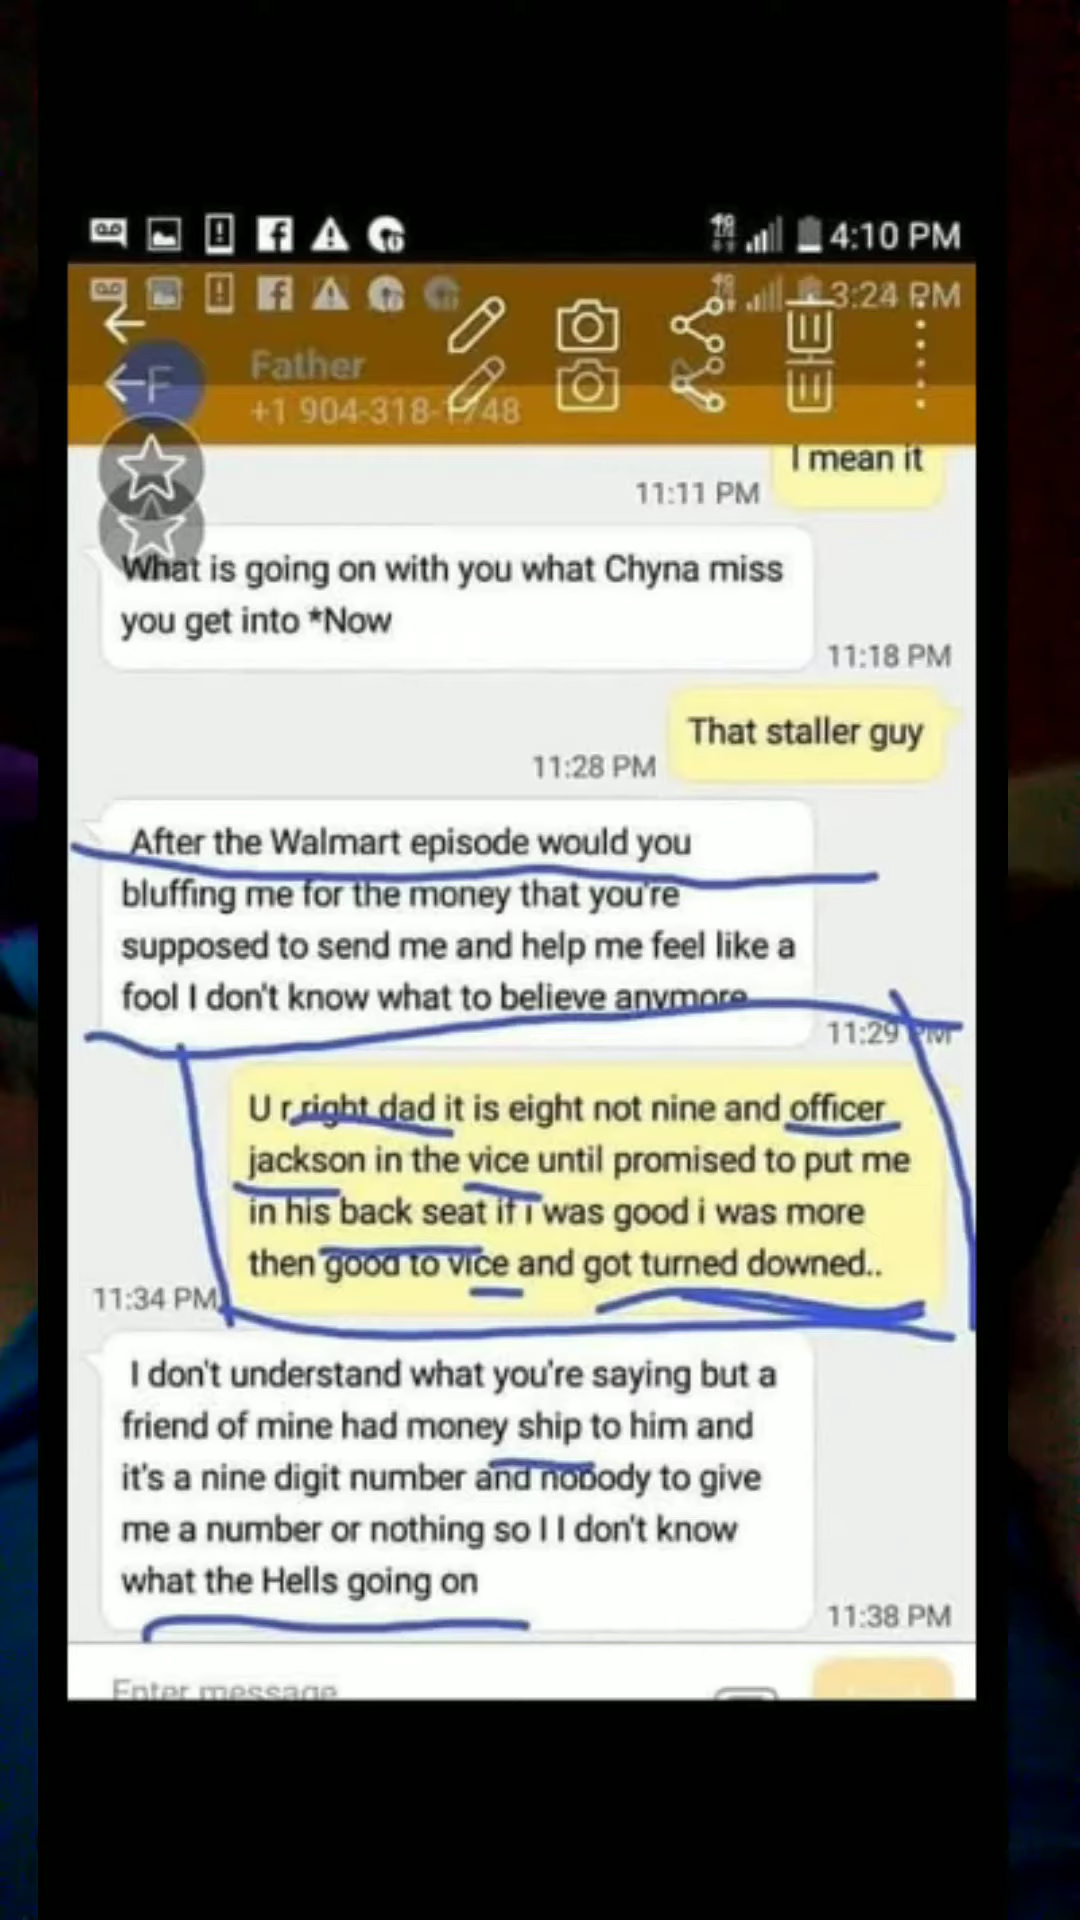 4:10 PM
3:24 PM
F
Father
+1 904-318-1748
I mean it
11:11 PM
What is going on with you what Chyna miss
you get into *Now
11:18 PM
That staller guy
11:28 PM
After the Walmart episode would you
bluffing me for the money that you're
supposed to send me and help me feel like a
fool I don't know what to believe anymore
11:29 PM
U r right dad it is eight not nine and officer
jackson in the vice until promised to put me
in his back seat if i was good i was more
then good to vice and got turned downed..
11:34 PM
I don't understand what you're saying but a
friend of mine had money ship to him and
it's a nine digit number and nobody to give
me a number or nothing so I I don't know
what the Hells going on
11:38 PM
Enter message